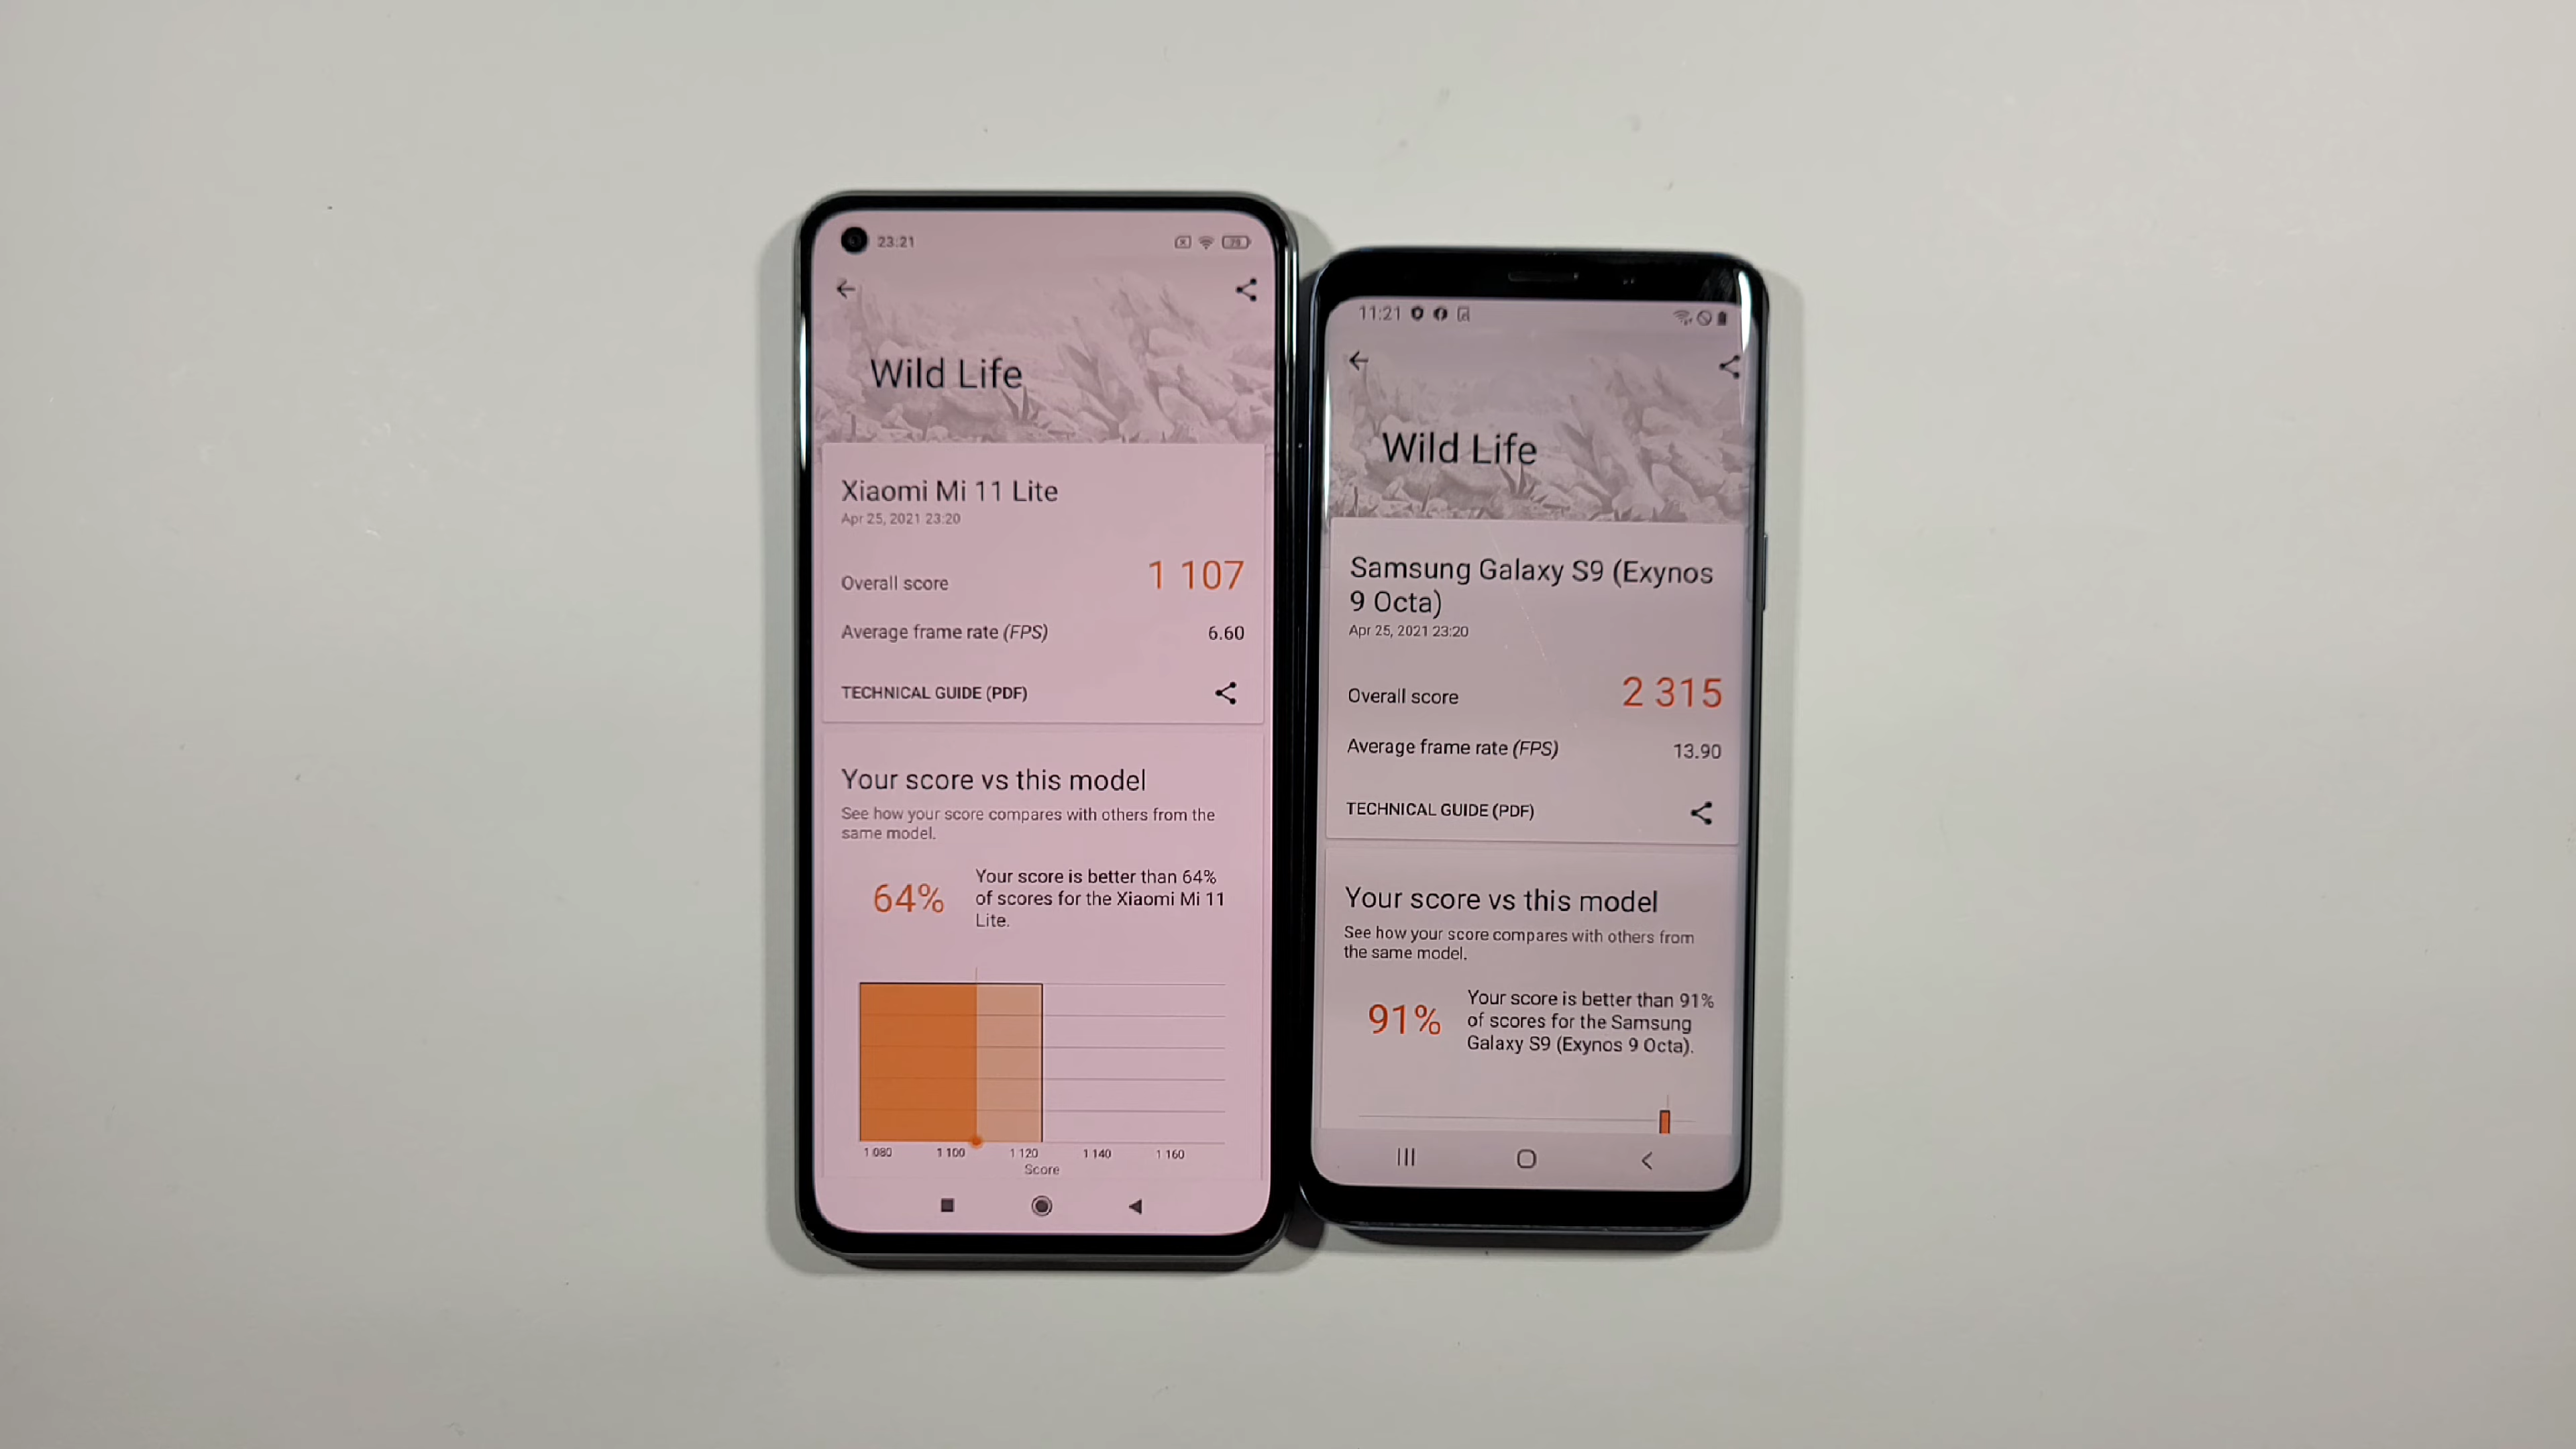 23:21
79
Wild Life
Xiaomi Mi 11 Lite
Apr 25, 2021 23:20
Overall score
1 107
Average frame rate (FPS)
6.60
TECHNICAL GUIDE (PDF)
Your score vs this model
See how your score compares with others from the
same model.
64%
Your score is better than 64%
of scores for the Xiaomi Mi 11
Lite.
1 080 1 100 1 120 1 140 1 160
Score
11:21
Wild Life
Samsung Galaxy S9 (Exynos
9 Octa)
Apr 25, 2021 23:20
Overall score
2 315
Average frame rate (FPS)
13.90
TECHNICAL GUIDE (PDF)
Your score vs this model
See how your score compares with others from
the same model.
91%
Your score is better than 91%
of scores for the Samsung
Galaxy S9 (Exynos 9 Octa).